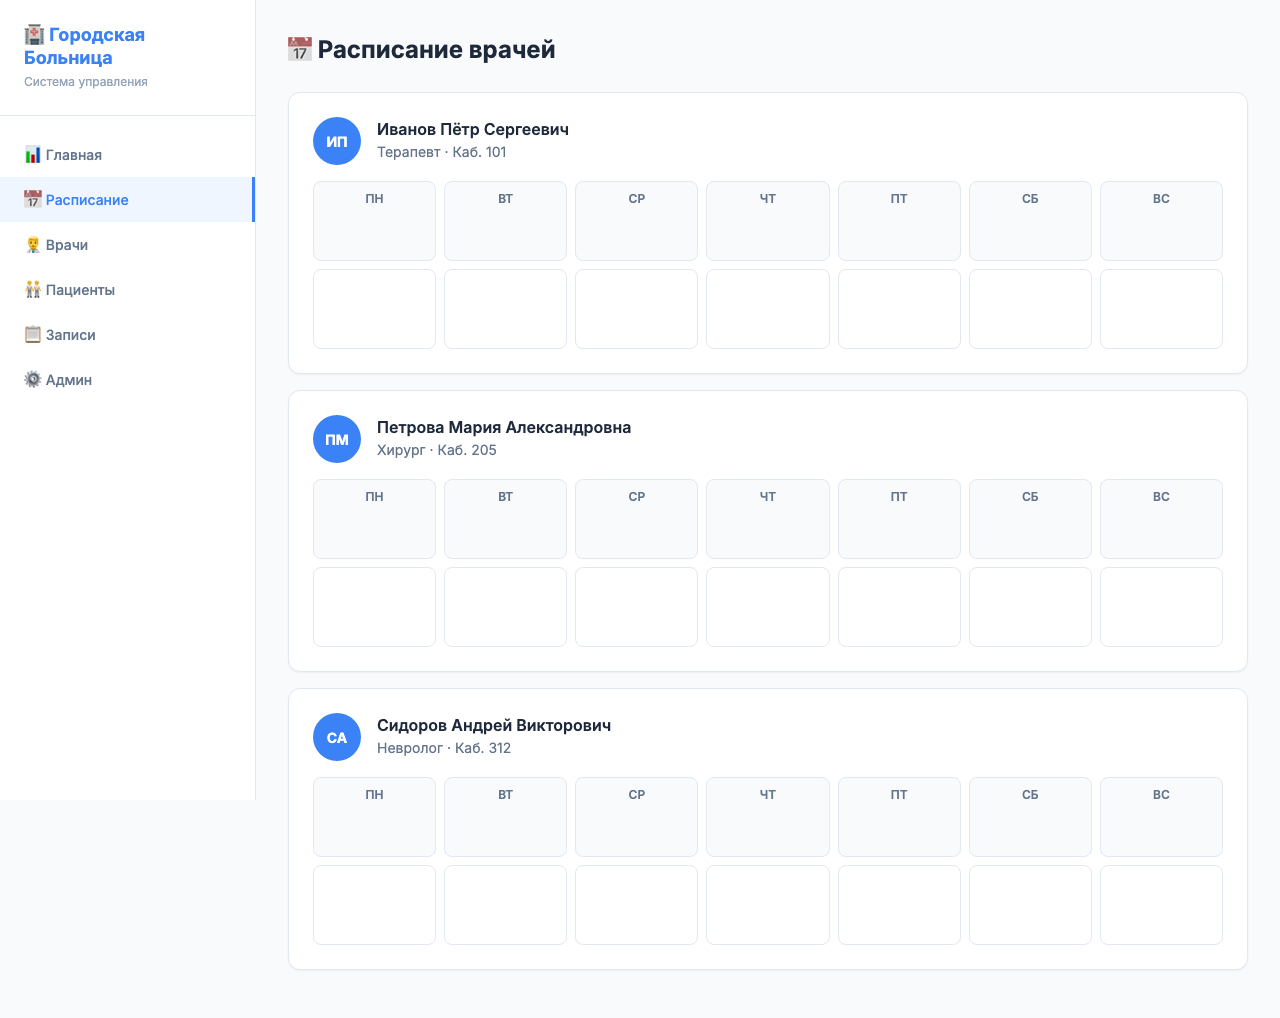 🏥 Городская
Больница
Система управления
📊 Главная
📅 Расписание
👨‍⚕️ Врачи
👫 Пациенты
📋 Записи
⚙️ Админ
📅 Расписание врачей
ИП
Иванов Пётр Сергеевич
Терапевт · Каб. 101
ПН ВТ СР ЧТ ПТ СБ ВС
ПМ
Петрова Мария Александровна
Хирург · Каб. 205
ПН ВТ СР ЧТ ПТ СБ ВС
СА
Сидоров Андрей Викторович
Невролог · Каб. 312
ПН ВТ СР ЧТ ПТ СБ ВС